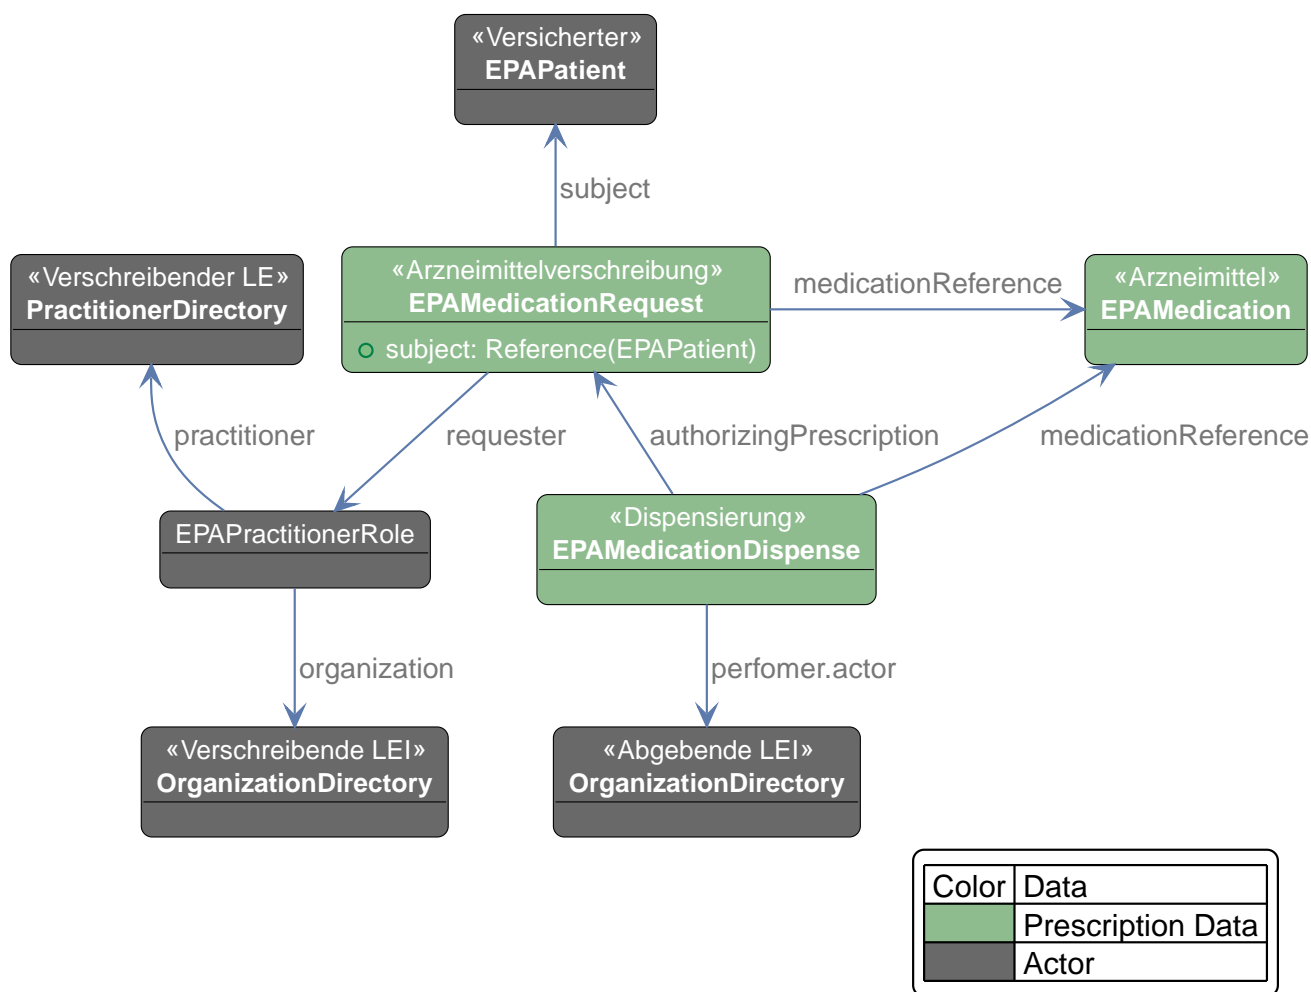 «Versicherter»
EPAPatient
subject
«Verschreibender LE»
PractitionerDirectory
«Arzneimittelverschreibung»
EPAMedicationRequest
subject: Reference(EPAPatient)
medicationReference
«Arzneimittel»
EPAMedication
practitioner
requester
authorizingPrescription
medicationReference
EPAPractitionerRole
«Dispensierung»
EPAMedicationDispense
organization
perfomer.actor
«Verschreibende LEI»
OrganizationDirectory
«Abgebende LEI»
OrganizationDirectory
Color Data
Prescription Data
Actor